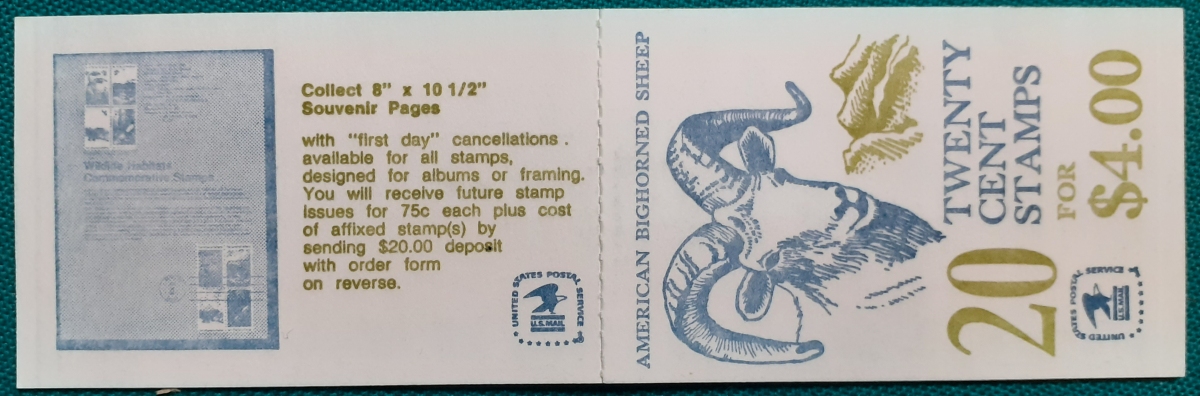 Wildlife Habitats
Commemorative Stamps
Collect 8" x 10 1/2"
Souvenir Pages
with "first day" cancellations.
available for all stamps,
designed for albums or framing.
You will receive future stamp
issues for 75c each plus cost
of affixed stamp(s) by
sending $20.00 deposit
with order form
on reverse.
UNITED STATES POSTAL SERVICE
U.S.MAIL
AMERICAN BIGHORNED SHEEP
20 TWENTY
CENT
STAMPS
FOR
$4.00
UNITED STATES POSTAL SERVICE
U.S.MAIL